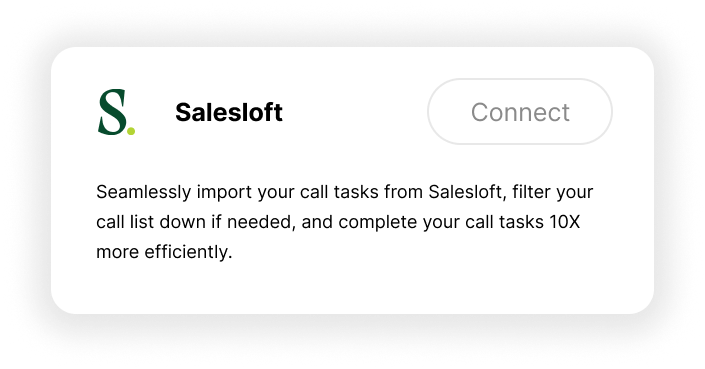 S.
Salesloft
Connect
Seamlessly import your call tasks from Salesloft, filter your
call list down if needed, and complete your call tasks 10X
more efficiently.